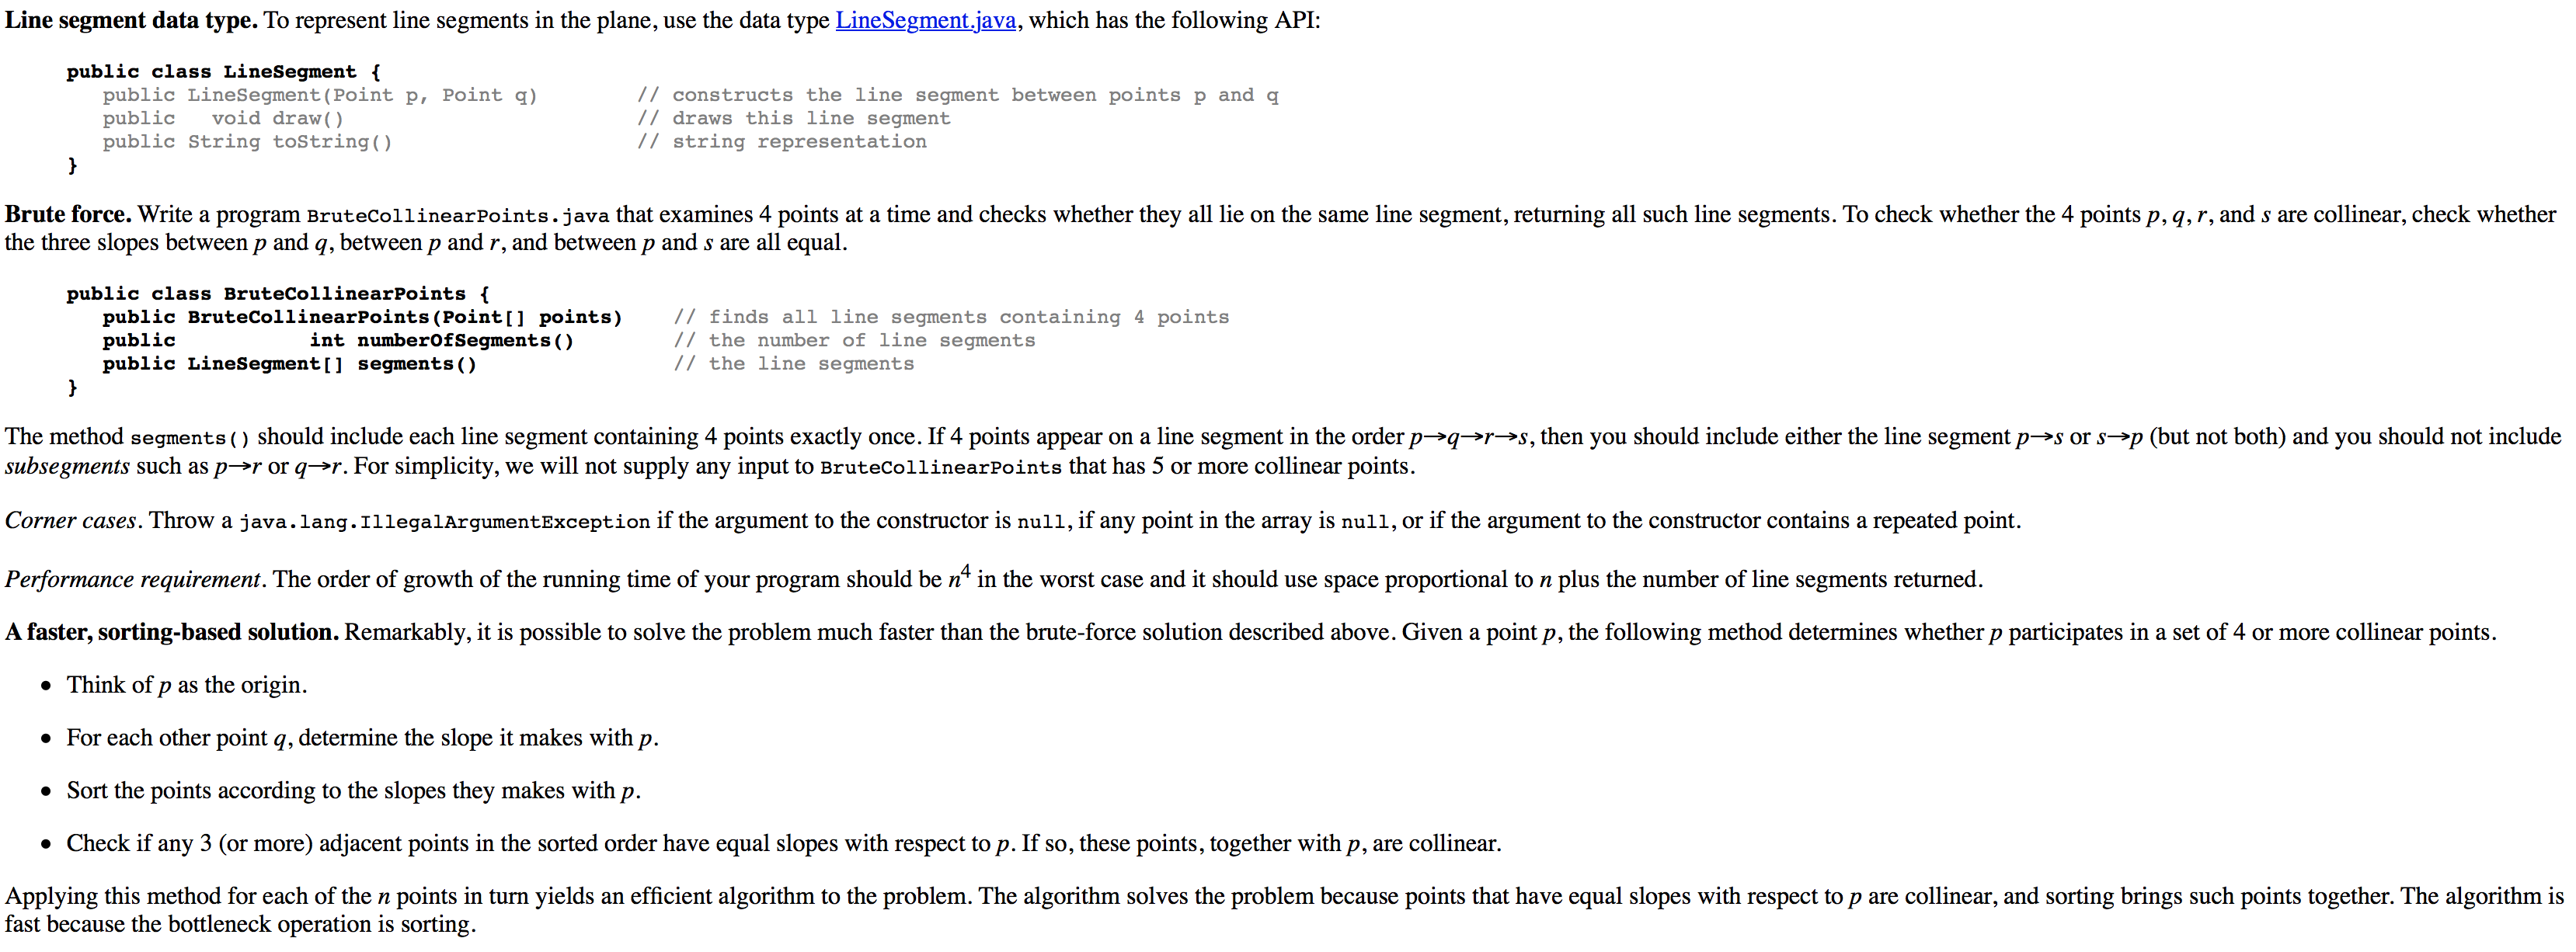 Line segment data type. To represent line segments in the plane, use the data type LineSegment.java, which has the following API:
public class LineSegment {
public LineSegment(Point p, Point q) // constructs the line segment between points p and q
public void draw() // draws this line segment
public String toString() // string representation
}
Brute force. Write a program BruteCollinearPoints.java that examines 4 points at a time and checks whether they all lie on the same line segment, returning all such line segments. To check whether the 4 points p, q, r, and s are collinear, check whether
the three slopes between p and q, between p and r, and between p and s are all equal.
public class BruteCollinearPoints {
public BruteCollinearPoints(Point[] points) // finds all line segments containing 4 points
public int numberOfSegments() // the number of line segments
public LineSegment[] segments() // the line segments
}
The method segments() should include each line segment containing 4 points exactly once. If 4 points appear on a line segment in the order p→q→r→s, then you should include either the line segment p→s or s→p (but not both) and you should not include
subsegments such as p→r or q→r. For simplicity, we will not supply any input to BruteCollinearPoints that has 5 or more collinear points.
Corner cases. Throw a java.lang.IllegalArgumentException if the argument to the constructor is null, if any point in the array is null, or if the argument to the constructor contains a repeated point.
Performance requirement. The order of growth of the running time of your program should be n⁴ in the worst case and it should use space proportional to n plus the number of line segments returned.
A faster, sorting-based solution. Remarkably, it is possible to solve the problem much faster than the brute-force solution described above. Given a point p, the following method determines whether p participates in a set of 4 or more collinear points.
• Think of p as the origin.
• For each other point q, determine the slope it makes with p.
• Sort the points according to the slopes they makes with p.
• Check if any 3 (or more) adjacent points in the sorted order have equal slopes with respect to p. If so, these points, together with p, are collinear.
Applying this method for each of the n points in turn yields an efficient algorithm to the problem. The algorithm solves the problem because points that have equal slopes with respect to p are collinear, and sorting brings such points together. The algorithm is
fast because the bottleneck operation is sorting.